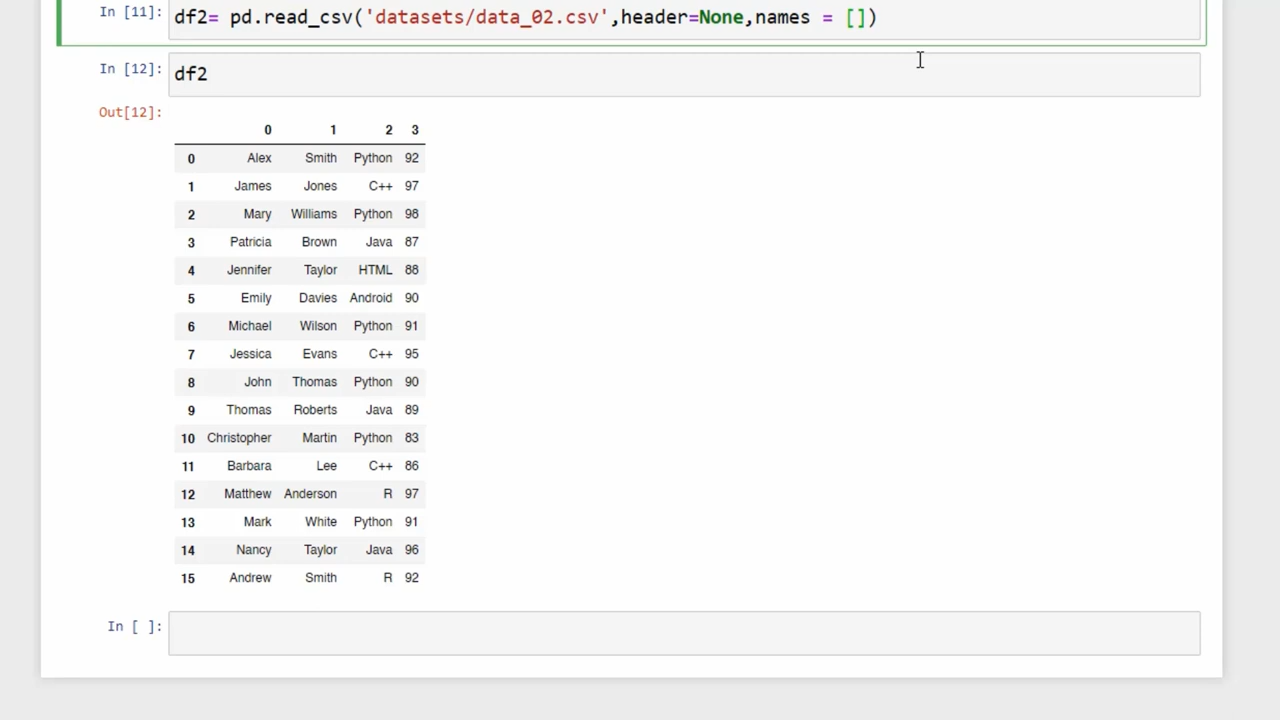 In [11]: df2= pd.read_csv('datasets/data_02.csv',header=None,names = [])
In [12]: df2
Out[12]:
0 1 2 3
0 Alex Smith Python 92
1 James Jones C++ 97
2 Mary Williams Python 98
3 Patricia Brown Java 87
4 Jennifer Taylor HTML 88
5 Emily Davies Android 90
6 Michael Wilson Python 91
7 Jessica Evans C++ 95
8 John Thomas Python 90
9 Thomas Roberts Java 89
10 Christopher Martin Python 83
11 Barbara Lee C++ 86
12 Matthew Anderson R 97
13 Mark White Python 91
14 Nancy Taylor Java 96
15 Andrew Smith R 92
In [ ]: